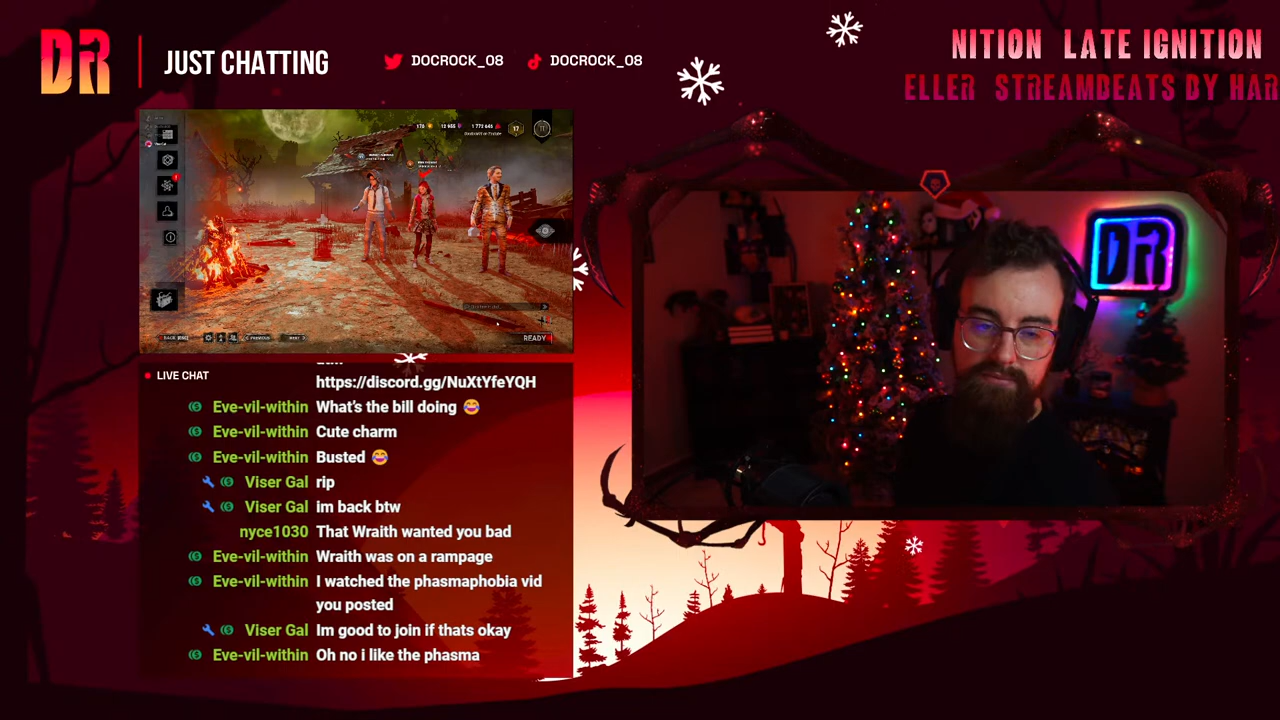 DR
JUST CHATTING
DOCROCK_08
DOCROCK_08
NITION LATE IGNITION
ELLER STREAMBEATS BY HAR
17
READY
DR
LIVE CHAT
https://discord.gg/NuXtYfeYQH
Eve-vil-within What's the bill doing 😂
Eve-vil-within Cute charm
Eve-vil-within Busted 😂
Viser Gal rip
Viser Gal im back btw
nyce1030 That Wraith wanted you bad
Eve-vil-within Wraith was on a rampage
Eve-vil-within I watched the phasmaphobia vid
you posted
Viser Gal Im good to join if thats okay
Eve-vil-within Oh no i like the phasma